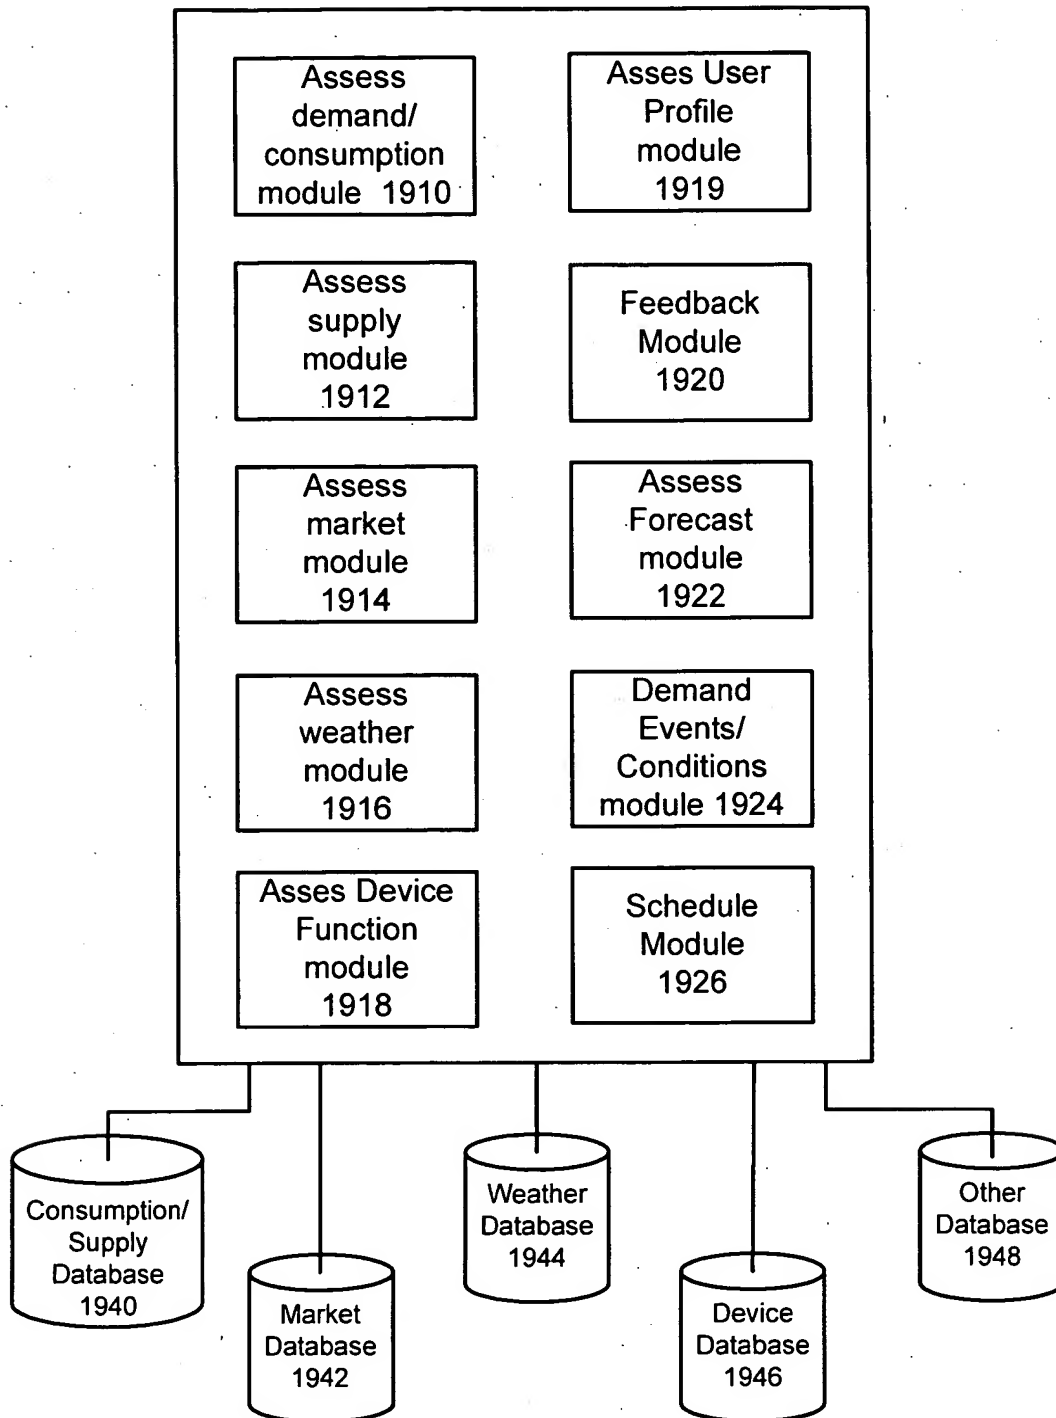 Assess
demand/
consumption
module 1910
Asses User
Profile
module
1919
Assess
supply
module
1912
Feedback
Module
1920
Assess
market
module
1914
Assess
Forecast
module
1922
Assess
weather
module
1916
Demand
Events/
Conditions
module 1924
Asses Device
Function
module
1918
Schedule
Module
1926
Consumption/
Supply
Database
1940
Market
Database
1942
Weather
Database
1944
Device
Database
1946
Other
Database
1948